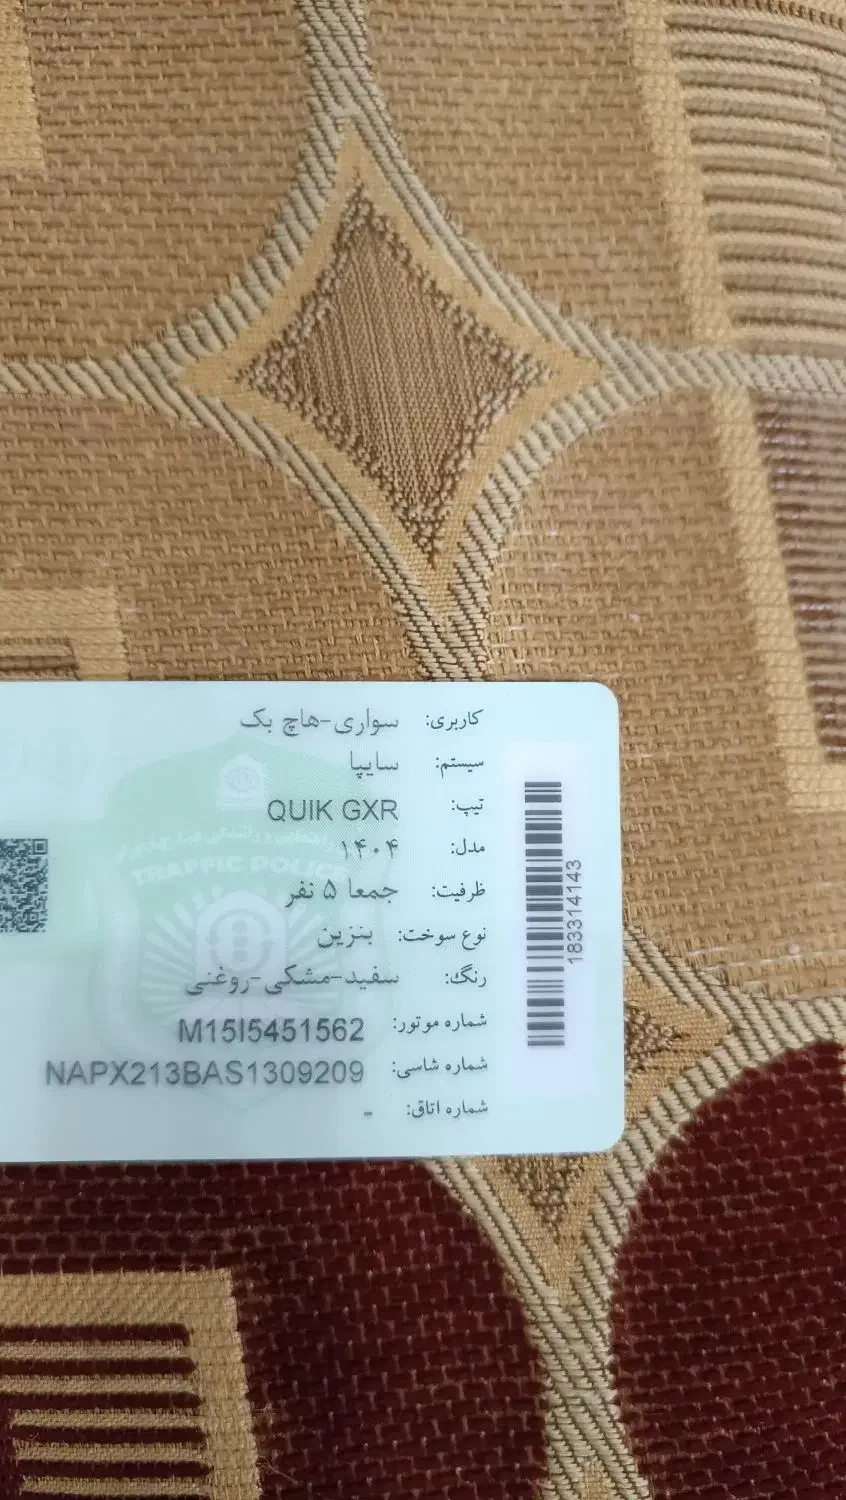 کاربری: سواری-هاچ بک
سیستم: سایپا
تیپ: QUIK GXR
مدل: ۱۴۰۴
ظرفیت: جمعا ۵ نفر
نوع سوخت: بنزین
رنگ: سفید-مشکی-روغنی
شماره موتور: M15I5451562
شماره شاسی: NAPX213BAS1309209
شماره اتاق: -
183314143
TRAFFIC POLICE